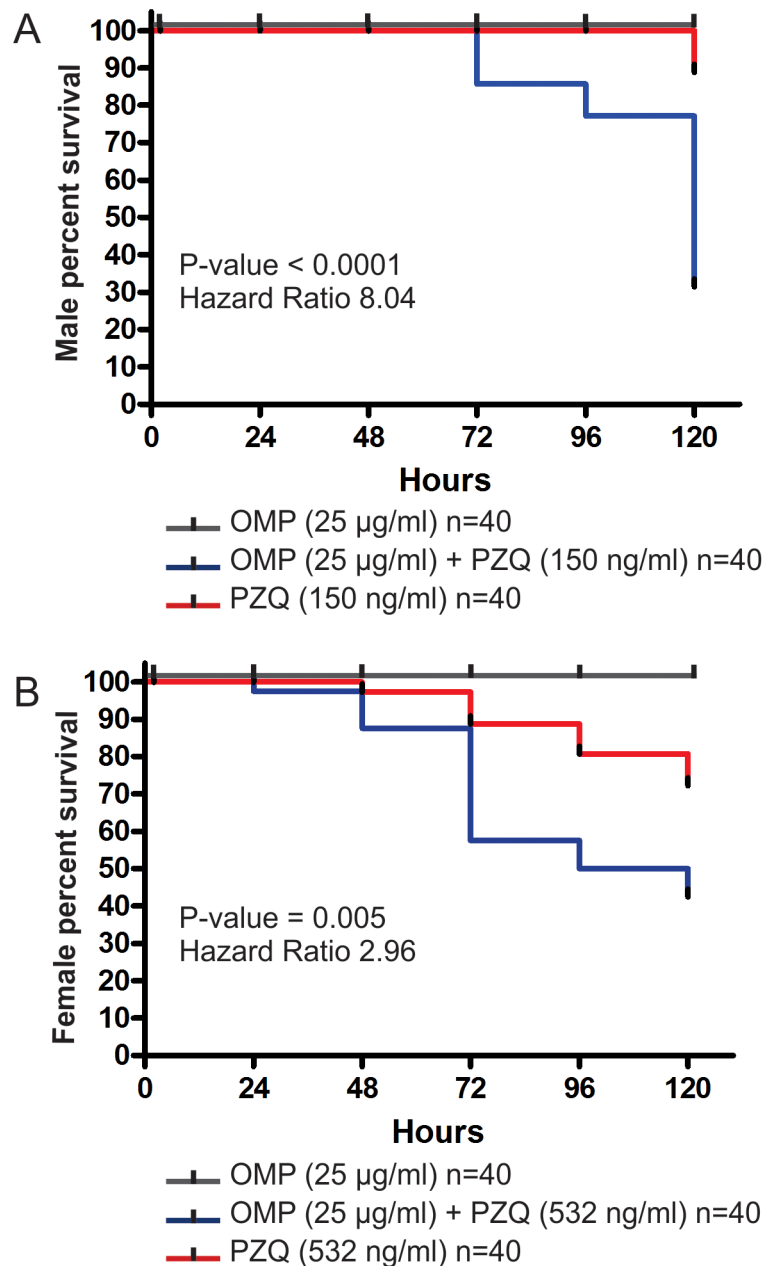 A
Male percent survival
100
90
80
70
60
50
40
30
20
10
0
P-value < 0.0001
Hazard Ratio 8.04
0 24 48 72 96 120
Hours
OMP (25 µg/ml) n=40
OMP (25 µg/ml) + PZQ (150 ng/ml) n=40
PZQ (150 ng/ml) n=40
B
Female percent survival
100
90
80
70
60
50
40
30
20
10
0
P-value = 0.005
Hazard Ratio 2.96
0 24 48 72 96 120
Hours
OMP (25 µg/ml) n=40
OMP (25 µg/ml) + PZQ (532 ng/ml) n=40
PZQ (532 ng/ml) n=40